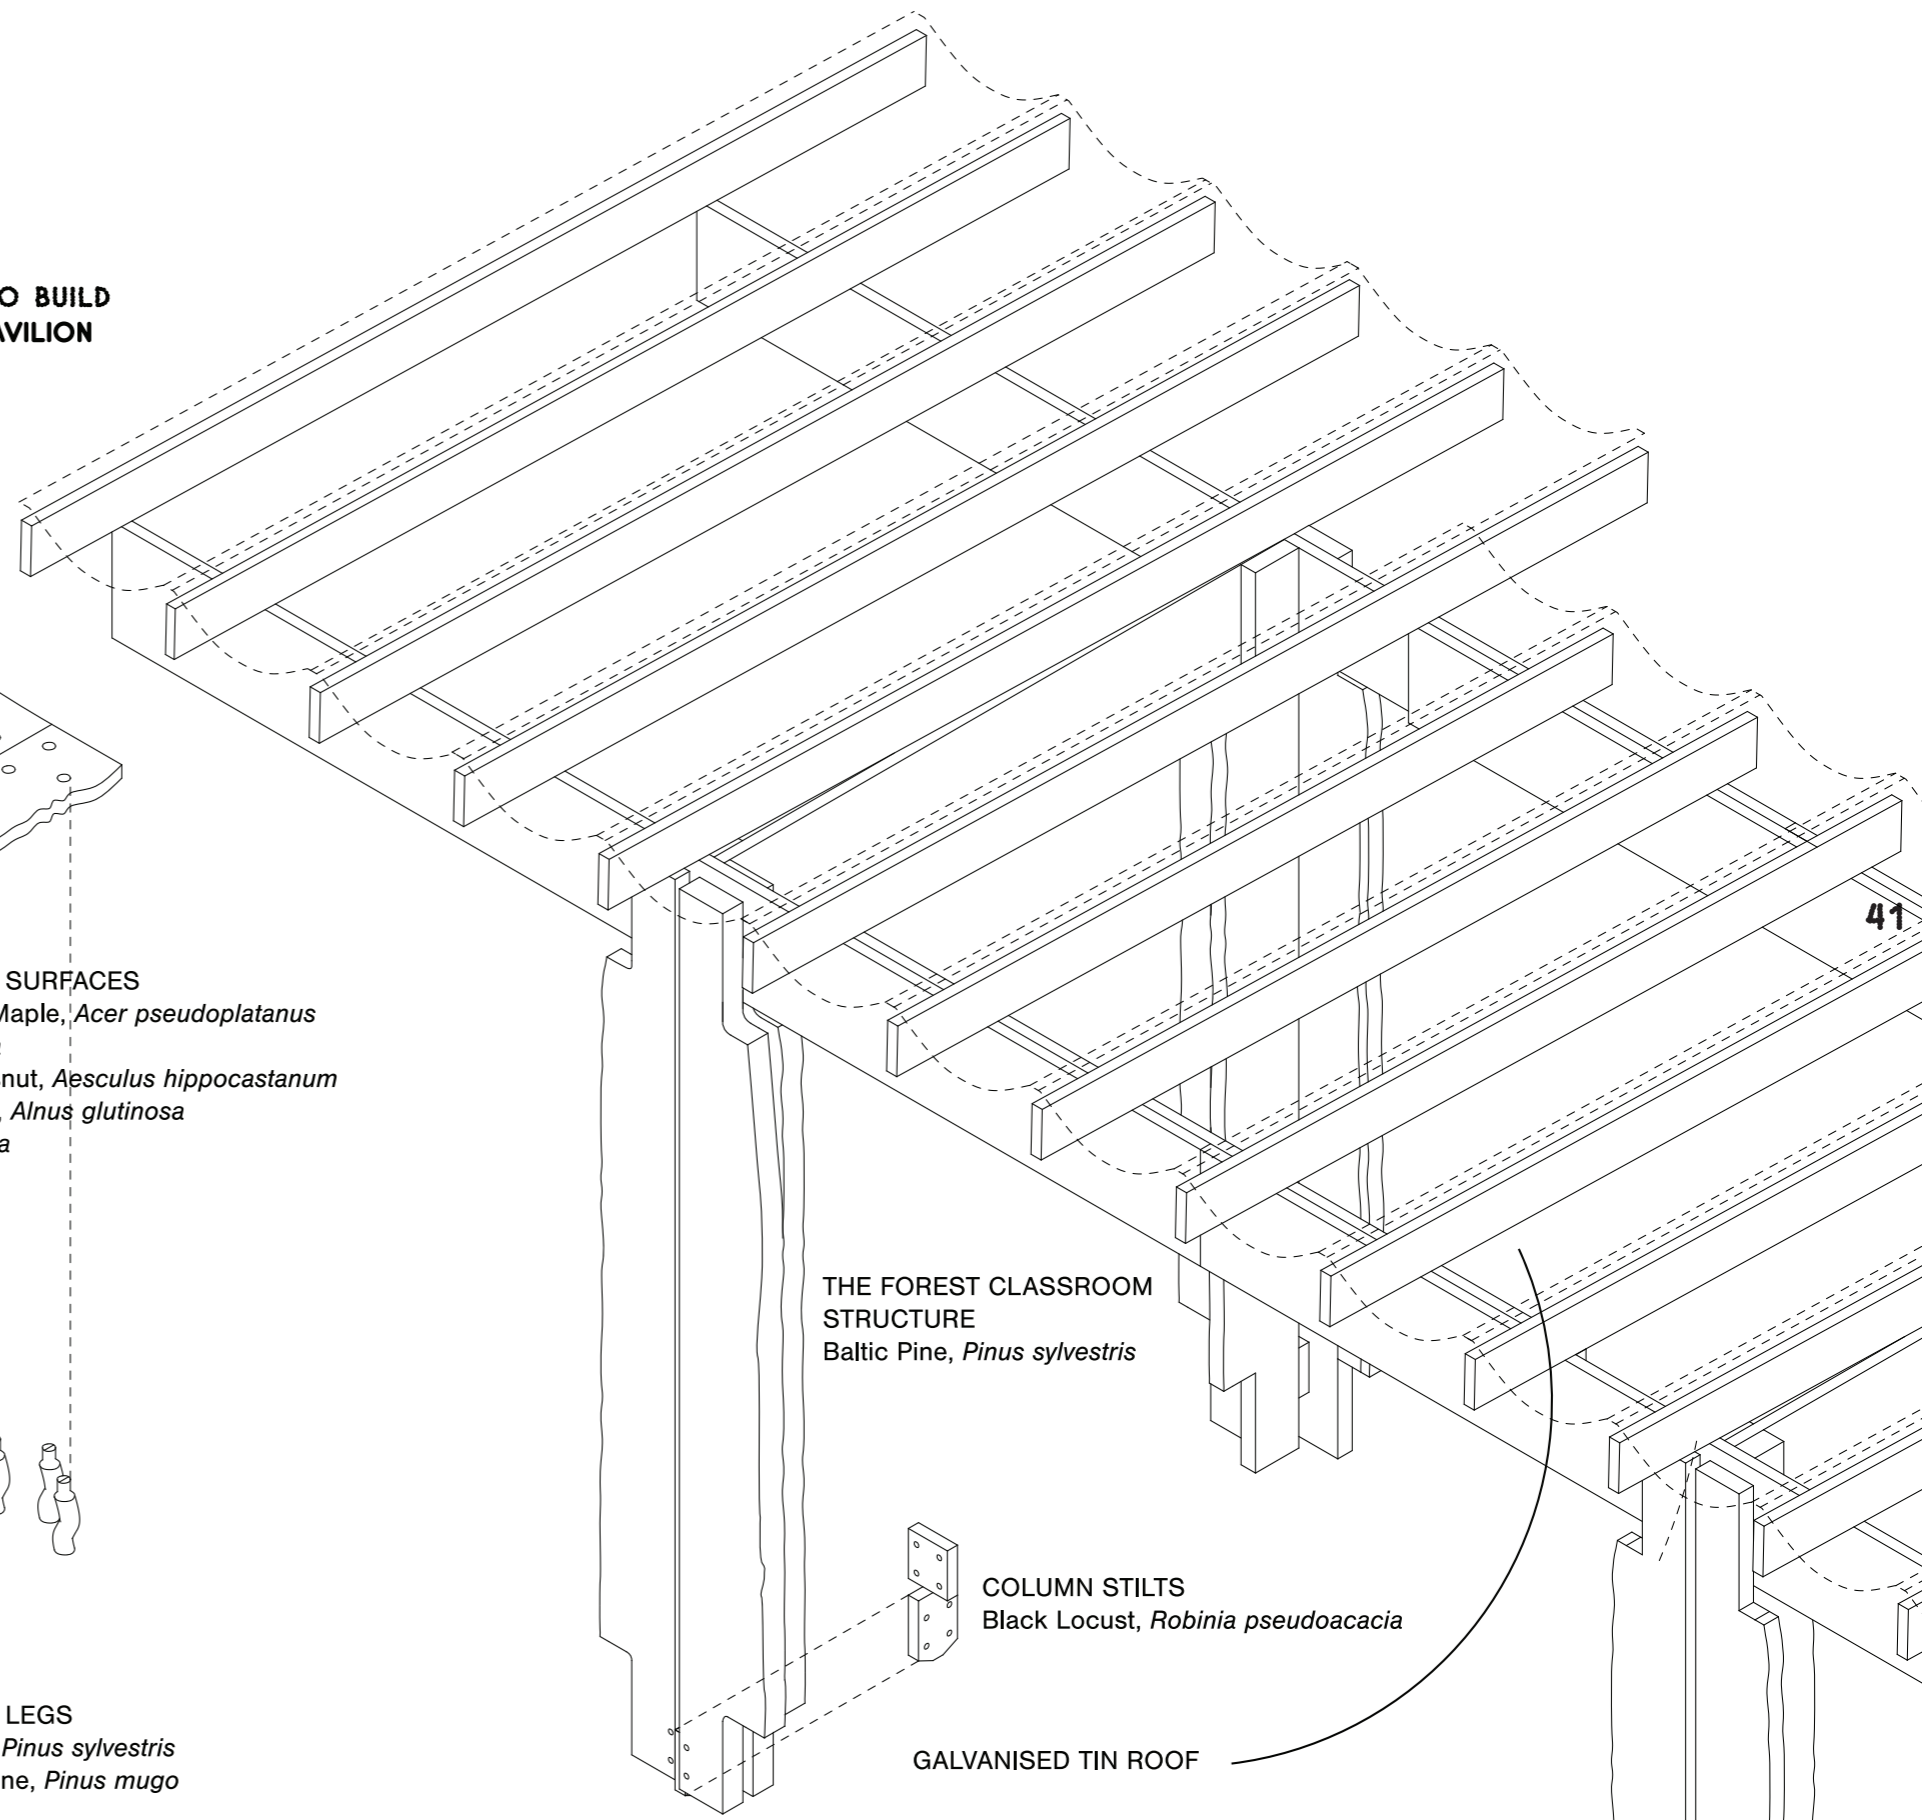 O BUILD
AVILION
41
SURFACES
Maple, Acer pseudoplatanus
nut, Aesculus hippocastanum
, Alnus glutinosa
a
THE FOREST CLASSROOM
STRUCTURE
Baltic Pine, Pinus sylvestris
COLUMN STILTS
Black Locust, Robinia pseudoacacia
LEGS
Pinus sylvestris
ne, Pinus mugo
GALVANISED TIN ROOF